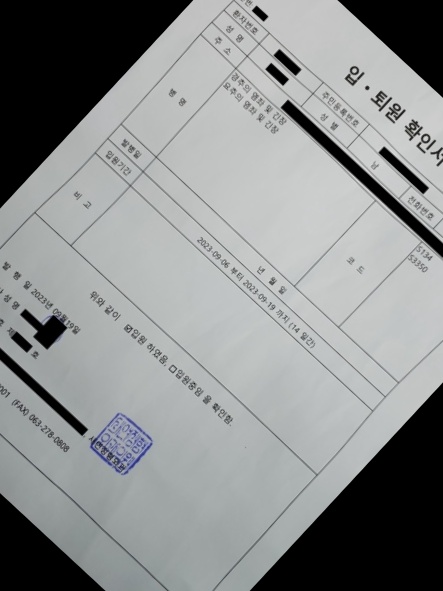 입 · 퇴원 확인서
환자번호
성 명
주민등록번호
주 소
성 별
남
전화번호
병 명
경추의 염좌 및 긴장
요추의 염좌 및 긴장
코 드
S134
S3350
발병일
년 월 일
입원기간
2023-09-06 부터 2023-09-19 까지 (14 일간)
비 고
위와 같이 ☑입원 하였음, □입원중임 을 확인함.
발 행 일 2023년 09월19일
사 성 명
제 호
001 (FAX) 063-278-0808